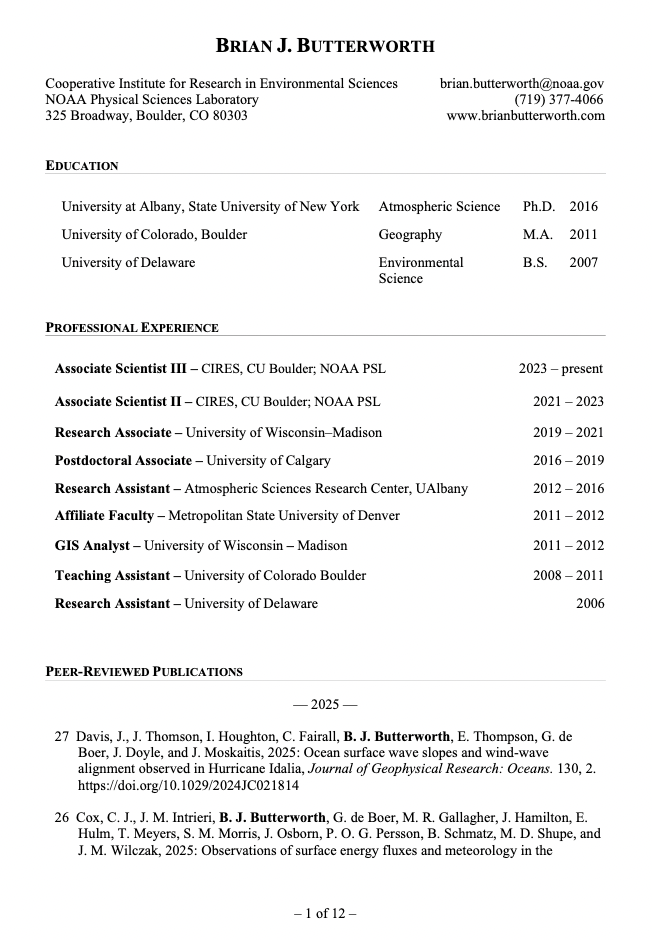 BRIAN J. BUTTERWORTH
Cooperative Institute for Research in Environmental Sciences brian.butterworth@noaa.gov
NOAA Physical Sciences Laboratory (719) 377-4066
325 Broadway, Boulder, CO 80303 www.brianbutterworth.com
EDUCATION
University at Albany, State University of New York Atmospheric Science Ph.D. 2016
University of Colorado, Boulder Geography M.A. 2011
University of Delaware Environmental Science B.S. 2007
PROFESSIONAL EXPERIENCE
Associate Scientist III – CIRES, CU Boulder; NOAA PSL 2023 – present
Associate Scientist II – CIRES, CU Boulder; NOAA PSL 2021 – 2023
Research Associate – University of Wisconsin–Madison 2019 – 2021
Postdoctoral Associate – University of Calgary 2016 – 2019
Research Assistant – Atmospheric Sciences Research Center, UAlbany 2012 – 2016
Affiliate Faculty – Metropolitan State University of Denver 2011 – 2012
GIS Analyst – University of Wisconsin – Madison 2011 – 2012
Teaching Assistant – University of Colorado Boulder 2008 – 2011
Research Assistant – University of Delaware 2006
PEER-REVIEWED PUBLICATIONS
— 2025 —
27 Davis, J., J. Thomson, I. Houghton, C. Fairall, B. J. Butterworth, E. Thompson, G. de
Boer, J. Doyle, and J. Moskaitis, 2025: Ocean surface wave slopes and wind-wave
alignment observed in Hurricane Idalia, Journal of Geophysical Research: Oceans. 130, 2.
https://doi.org/10.1029/2024JC021814
26 Cox, C. J., J. M. Intrieri, B. J. Butterworth, G. de Boer, M. R. Gallagher, J. Hamilton, E.
Hulm, T. Meyers, S. M. Morris, J. Osborn, P. O. G. Persson, B. Schmatz, M. D. Shupe, and
J. M. Wilczak, 2025: Observations of surface energy fluxes and meteorology in the
– 1 of 12 –